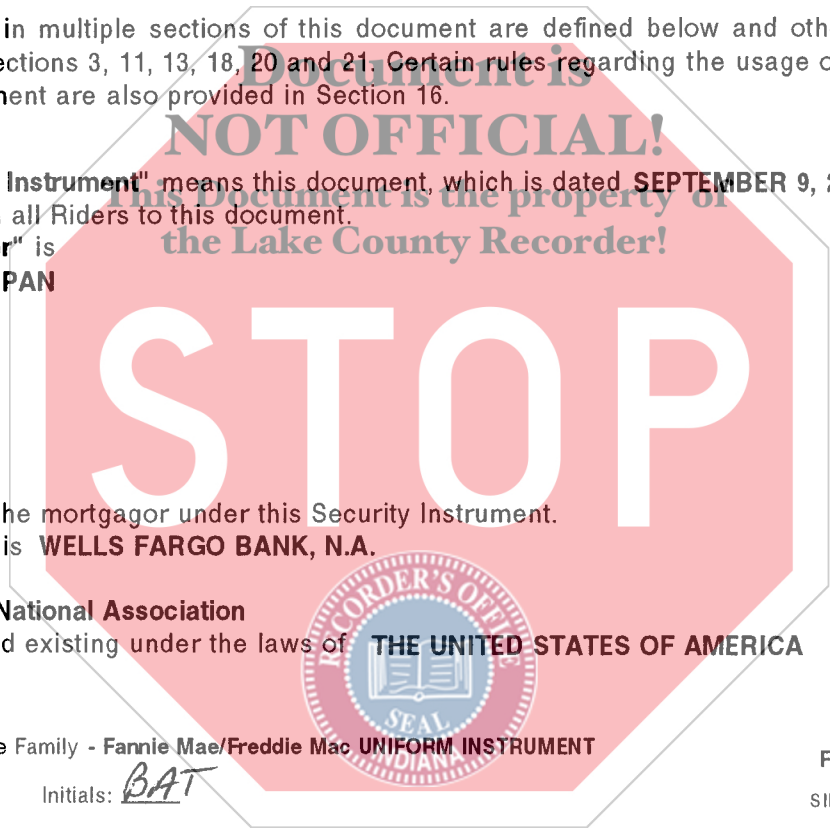 in multiple sections of this document are defined below and oth
ections 3, 11, 13, 18, 20 and 21. Certain rules regarding the usage o
nent are also provided in Section 16.
Document is
NOT OFFICIAL!
This Document is the property of
the Lake County Recorder!
Instrument" means this document, which is dated SEPTEMBER 9, 2
all Riders to this document.
r" is
PAN
STOP
he mortgagor under this Security Instrument.
is WELLS FARGO BANK, N.A.
National Association
d existing under the laws of THE UNITED STATES OF AMERICA
RECORDER'S OFFICE
SEAL
INDIANA
e Family - Fannie Mae/Freddie Mac UNIFORM INSTRUMENT
F
Initials: BAT
SI